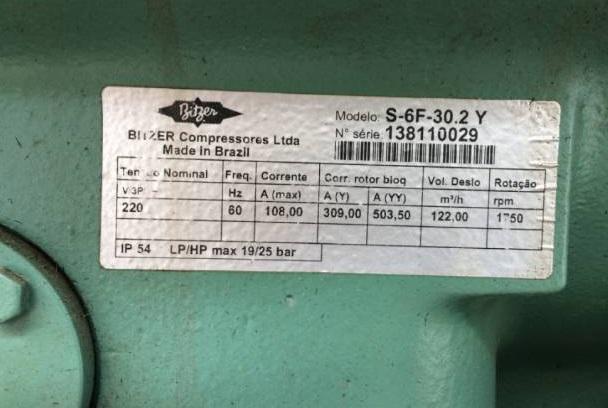 Bitzer
Modelo: S-6F-30.2 Y
BITZER Compressores Ltda
N° série: 138110029
Made in Brazil
Tensão Nominal Freq. Corrente Corr. rotor bloq Vol. Deslo Rotação
V 3P ~ Hz A (max) A (Y) A (YY) m³/h rpm
220 60 108,00 309,00 503,50 122,00 1750
IP 54 LP/HP max 19/25 bar